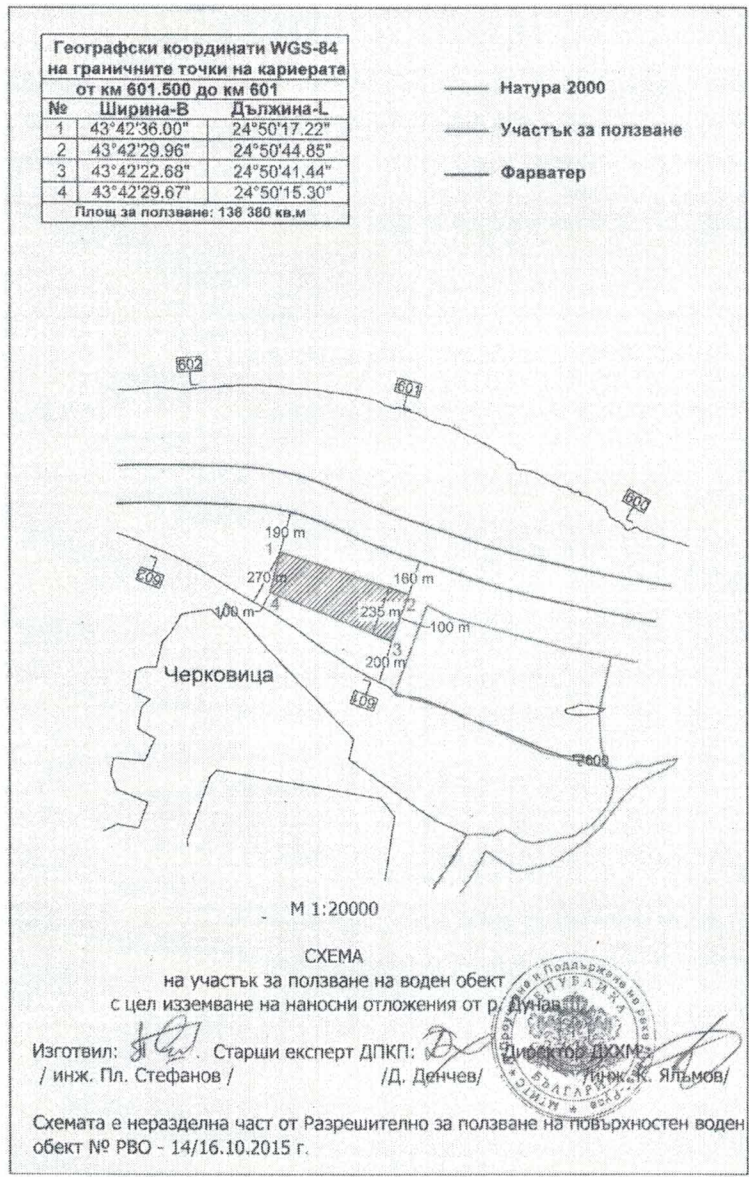 Географски координати WGS-84
на граничните точки на кариерата
от км 601.500 до км 601
№ Ширина-В Дължина-L
1 43°42'36.00" 24°50'17.22"
2 43°42'29.96" 24°50'44.85"
3 43°42'22.68" 24°50'41.44"
4 43°42'29.67" 24°50'15.30"
Площ за ползване: 138 380 кв.м
Натура 2000
Участък за ползване
Фарватер
602
601
600
190 m
1
602
270 m
160 m
4
2
100 m
235 m
100 m
3
200 m
Черковица
601
600
М 1:20000
СХЕМА
на участък за ползване на воден обект
с цел изземване на наносни отложения от р. Дунав
Изготвил: Старши експерт ДПКП: Директор ДХХМ:
/ инж. Пл. Стефанов / /Д. Денчев/ /инж. К. Ялъмов/
Схемата е неразделна част от Разрешително за ползване на повърхностен воден
обект № РВО - 14/16.10.2015 г.